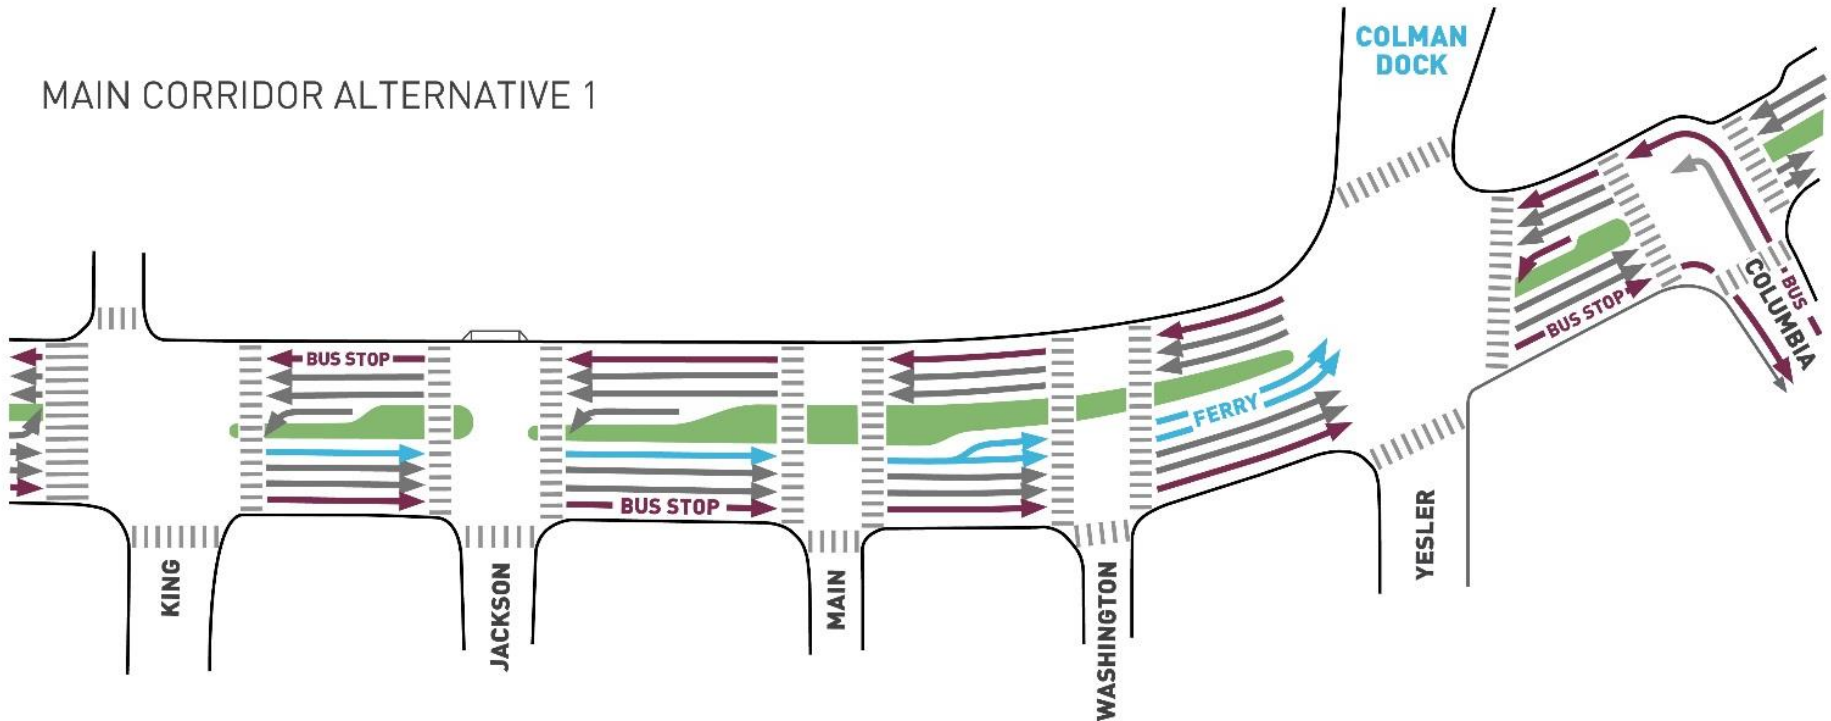 MAIN CORRIDOR ALTERNATIVE 1
COLMAN
DOCK
BUS STOP
BUS STOP
FERRY
BUS STOP
BUS
COLUMBIA
KING
JACKSON
MAIN
WASHINGTON
YESLER